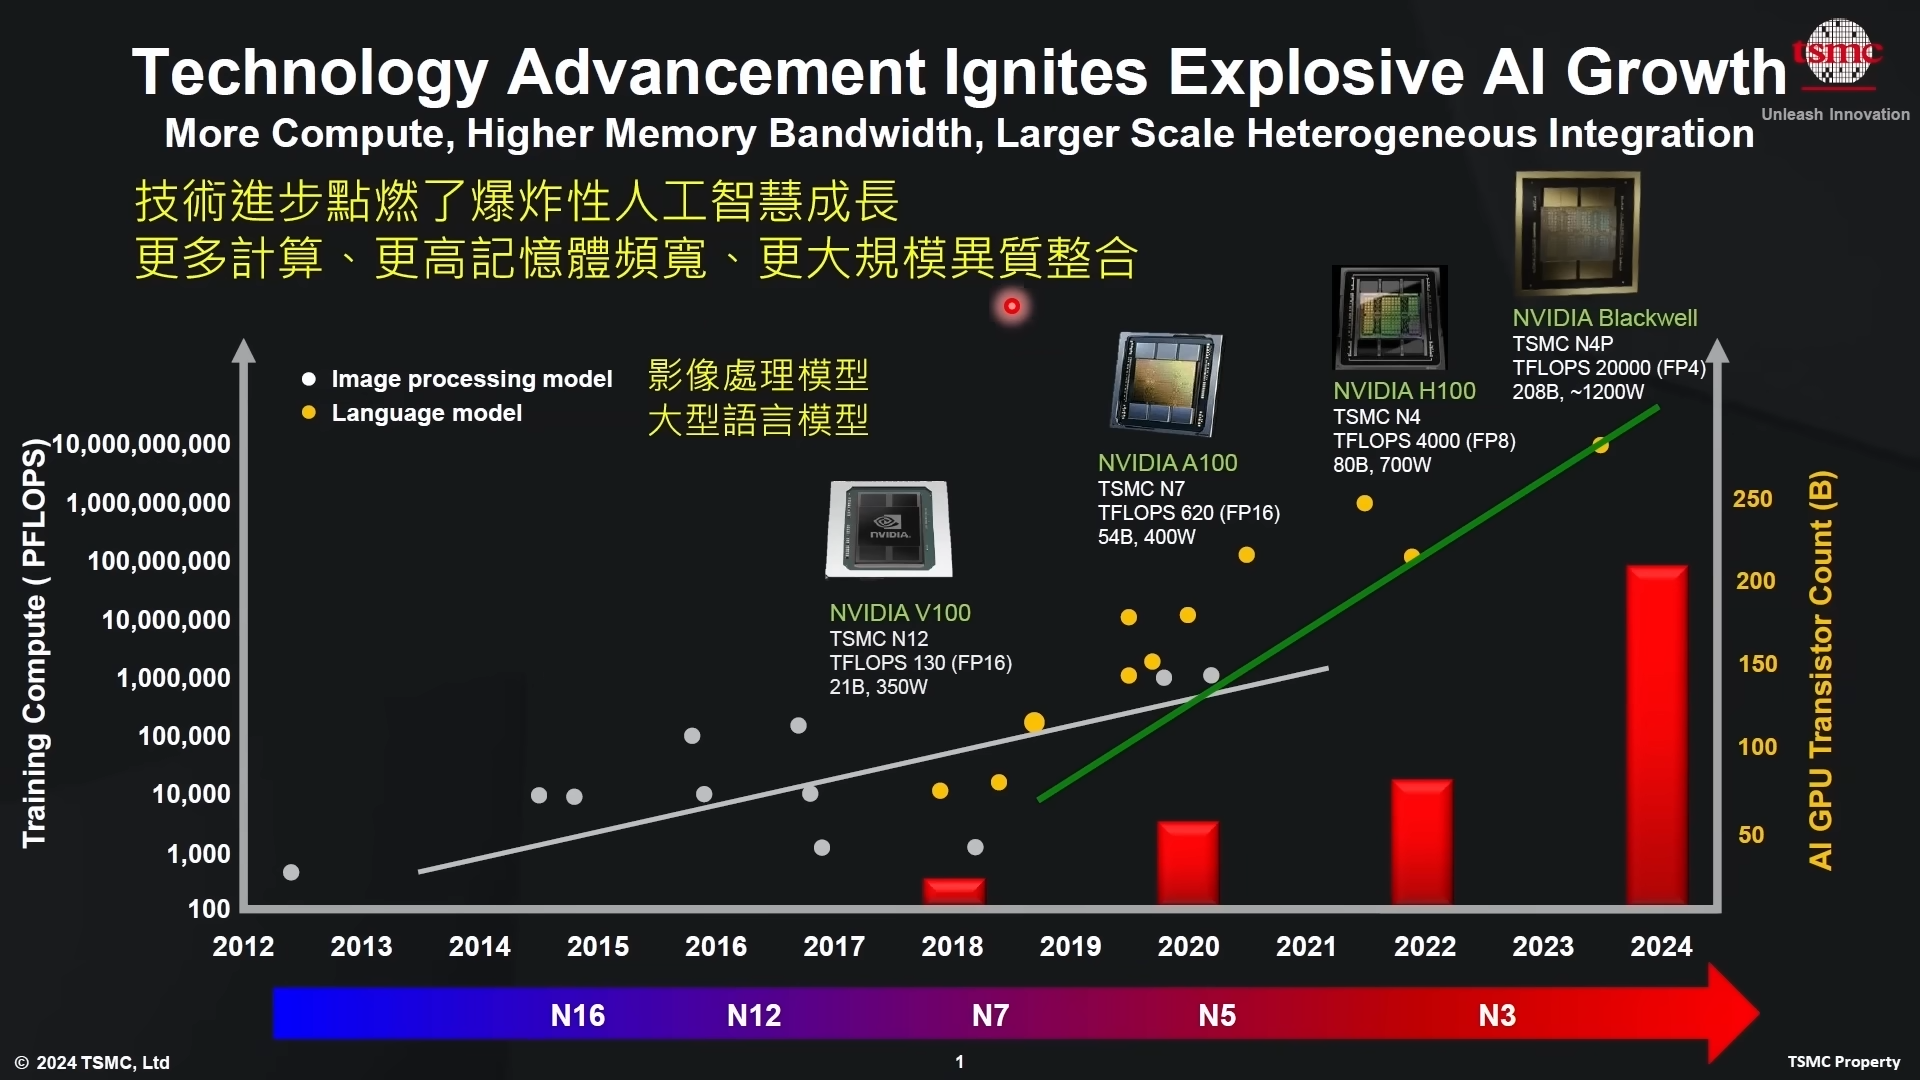 Technology Advancement Ignites Explosive AI Growth
tsmc
Unleash Innovation
More Compute, Higher Memory Bandwidth, Larger Scale Heterogeneous Integration
技術進步點燃了爆炸性人工智慧成長
更多計算、更高記憶體頻寬、更大規模異質整合
Image processing model 影像處理模型
Language model 大型語言模型
NVIDIA.
NVIDIA V100
TSMC N12
TFLOPS 130 (FP16)
21B, 350W
NVIDIA A100
TSMC N7
TFLOPS 620 (FP16)
54B, 400W
NVIDIA H100
TSMC N4
TFLOPS 4000 (FP8)
80B, 700W
NVIDIA Blackwell
TSMC N4P
TFLOPS 20000 (FP4)
208B, ~1200W
Training Compute ( PFLOPS)
10,000,000,000
1,000,000,000
100,000,000
10,000,000
1,000,000
100,000
10,000
1,000
100
AI GPU Transistor Count (B)
250
200
150
100
50
2012 2013 2014 2015 2016 2017 2018 2019 2020 2021 2022 2023 2024
N16 N12 N7 N5 N3
© 2024 TSMC, Ltd
1
TSMC Property